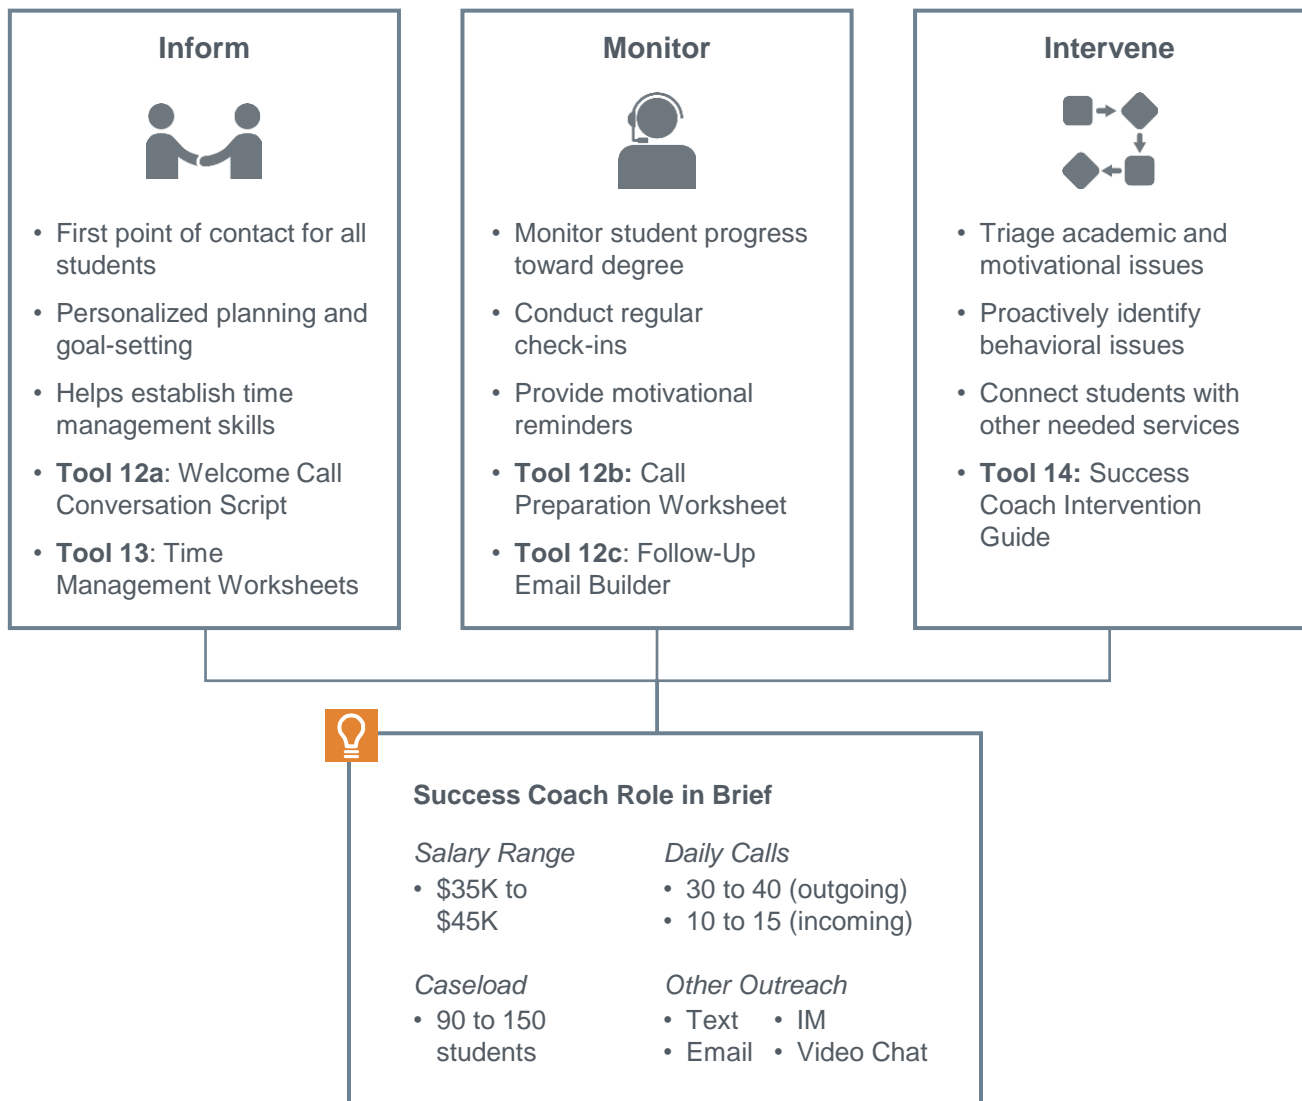 Inform
• First point of contact for all
students
• Personalized planning and
goal-setting
• Helps establish time
management skills
• Tool 12a: Welcome Call
Conversation Script
• Tool 13: Time
Management Worksheets
Monitor
• Monitor student progress
toward degree
• Conduct regular
check-ins
• Provide motivational
reminders
• Tool 12b: Call
Preparation Worksheet
• Tool 12c: Follow-Up
Email Builder
Intervene
• Triage academic and
motivational issues
• Proactively identify
behavioral issues
• Connect students with
other needed services
• Tool 14: Success
Coach Intervention
Guide
Success Coach Role in Brief
Salary Range
• $35K to
$45K
Daily Calls
• 30 to 40 (outgoing)
• 10 to 15 (incoming)
Caseload
• 90 to 150
students
Other Outreach
• Text • IM
• Email • Video Chat